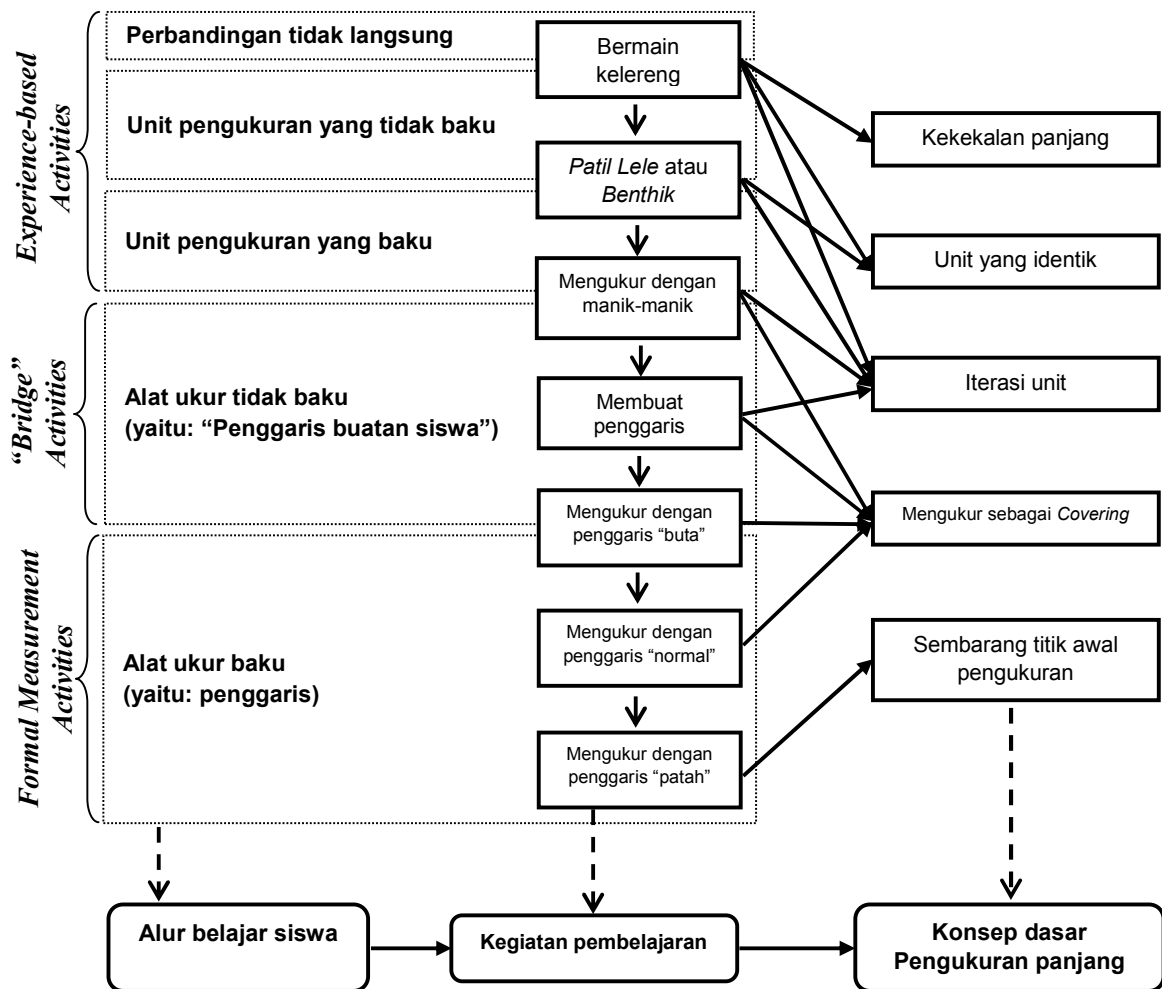 Experience-based
Activities
Perbandingan tidak langsung
Unit pengukuran yang tidak baku
Unit pengukuran yang baku
"Bridge"
Activities
Alat ukur tidak baku
(yaitu: “Penggaris buatan siswa”)
Formal Measurement
Activities
Alat ukur baku
(yaitu: penggaris)
Bermain
kelereng
Patil Lele atau
Benthik
Mengukur dengan
manik-manik
Membuat
penggaris
Mengukur dengan
penggaris “buta”
Mengukur dengan
penggaris “normal”
Mengukur dengan
penggaris “patah”
Kekekalan panjang
Unit yang identik
Iterasi unit
Mengukur sebagai Covering
Sembarang titik awal
pengukuran
Alur belajar siswa
Kegiatan pembelajaran
Konsep dasar
Pengukuran panjang